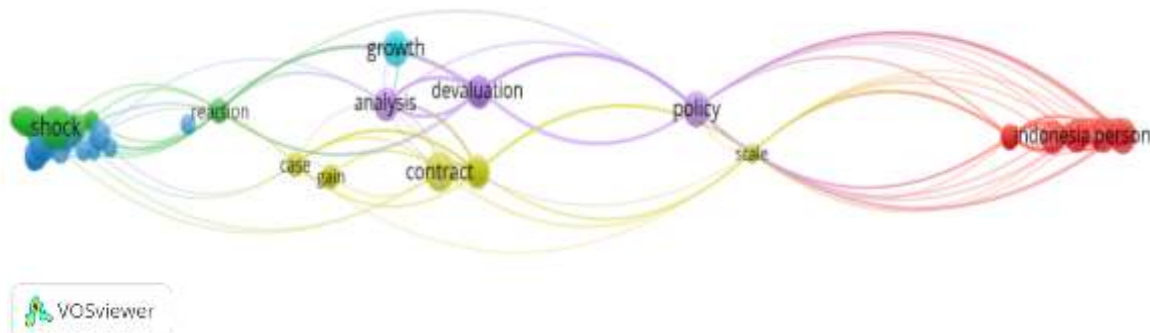 growth
devaluation
reaction
analysis
policy
shock
indonesia person
scale
case
gain
contract
VOSviewer